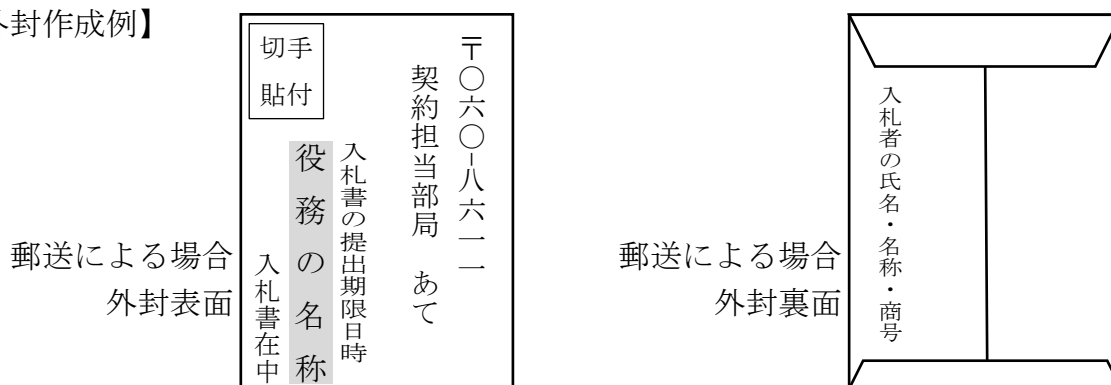 外封作成例】
切手
貼付
〒〇六〇-八六一一
契約担当部局 あて
入札書の提出期限日時
役務の名称
入札書在中
郵送による場合
外封表面
入札者の氏名・名称・商号
郵送による場合
外封裏面